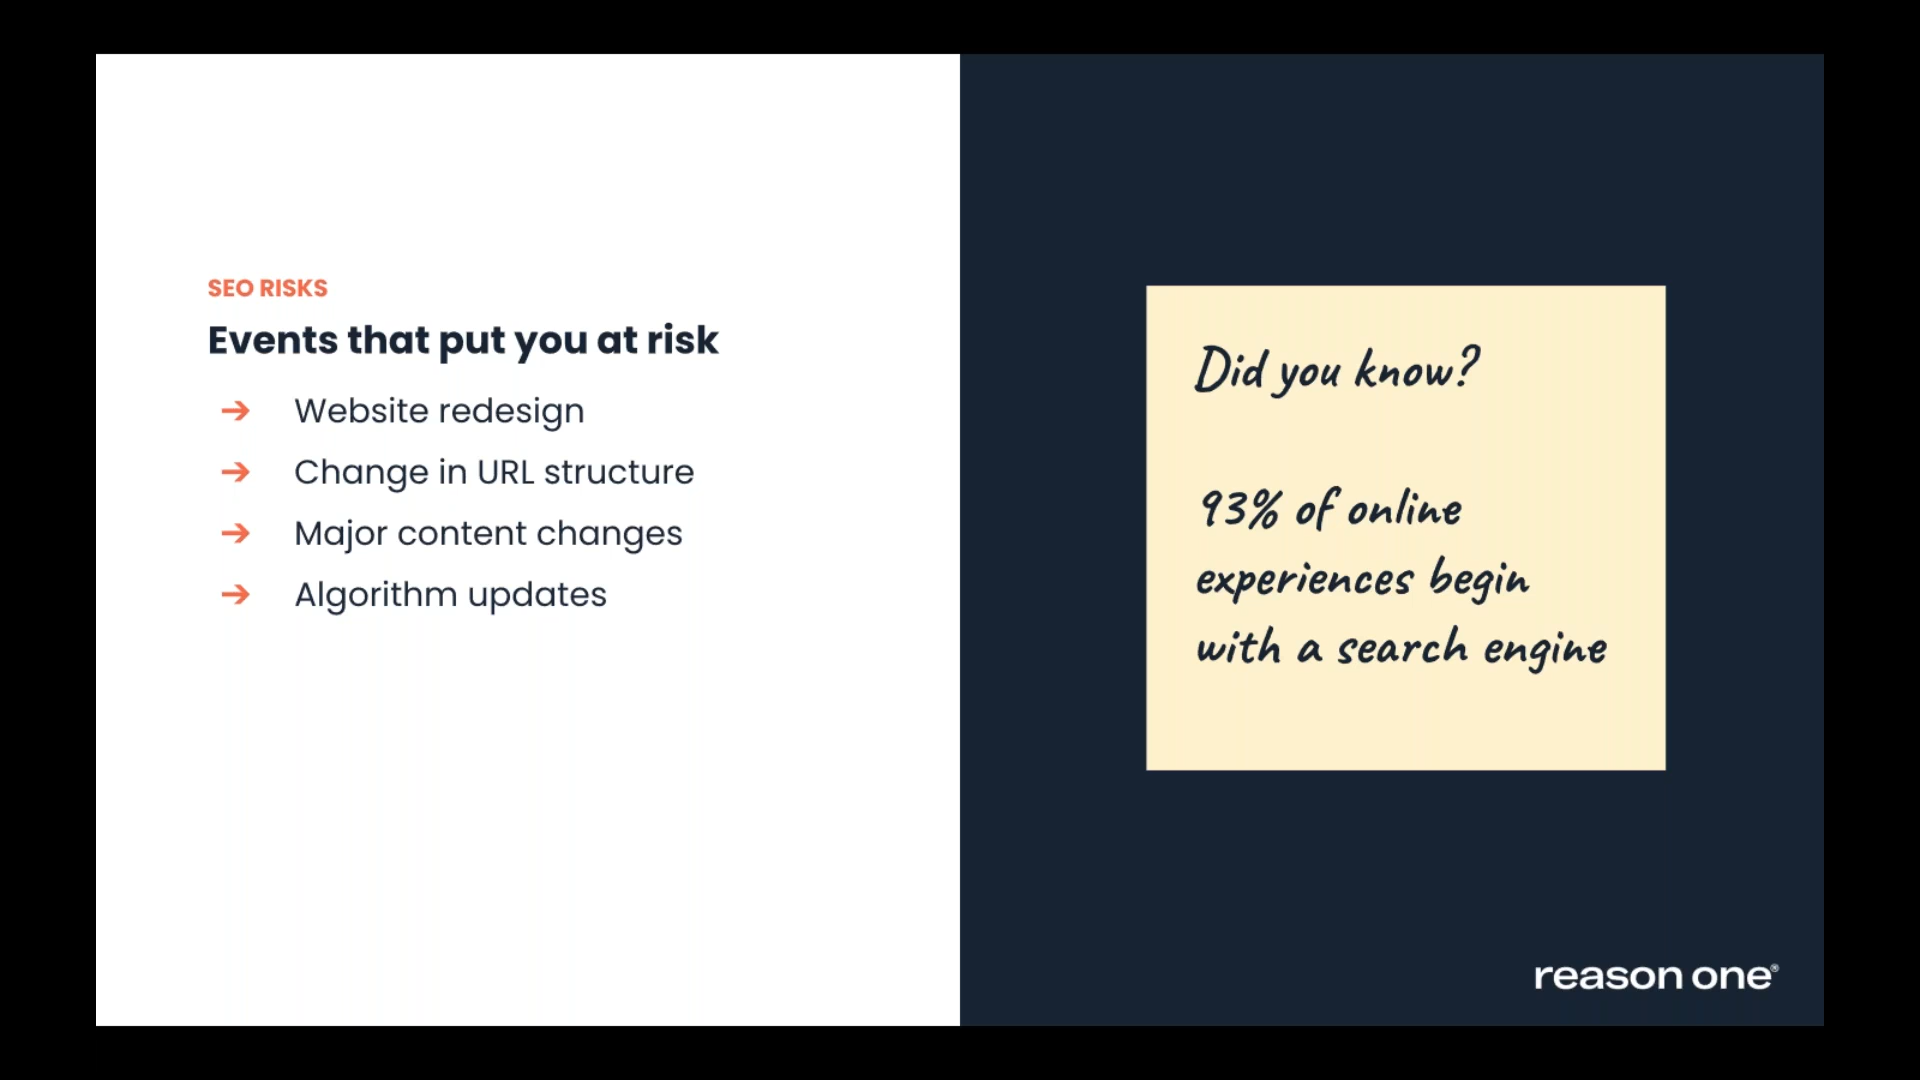 SEO RISKS
Events that put you at risk
➔ Website redesign
➔ Change in URL structure
➔ Major content changes
➔ Algorithm updates
Did you know?
93% of online
experiences begin
with a search engine
reason one®